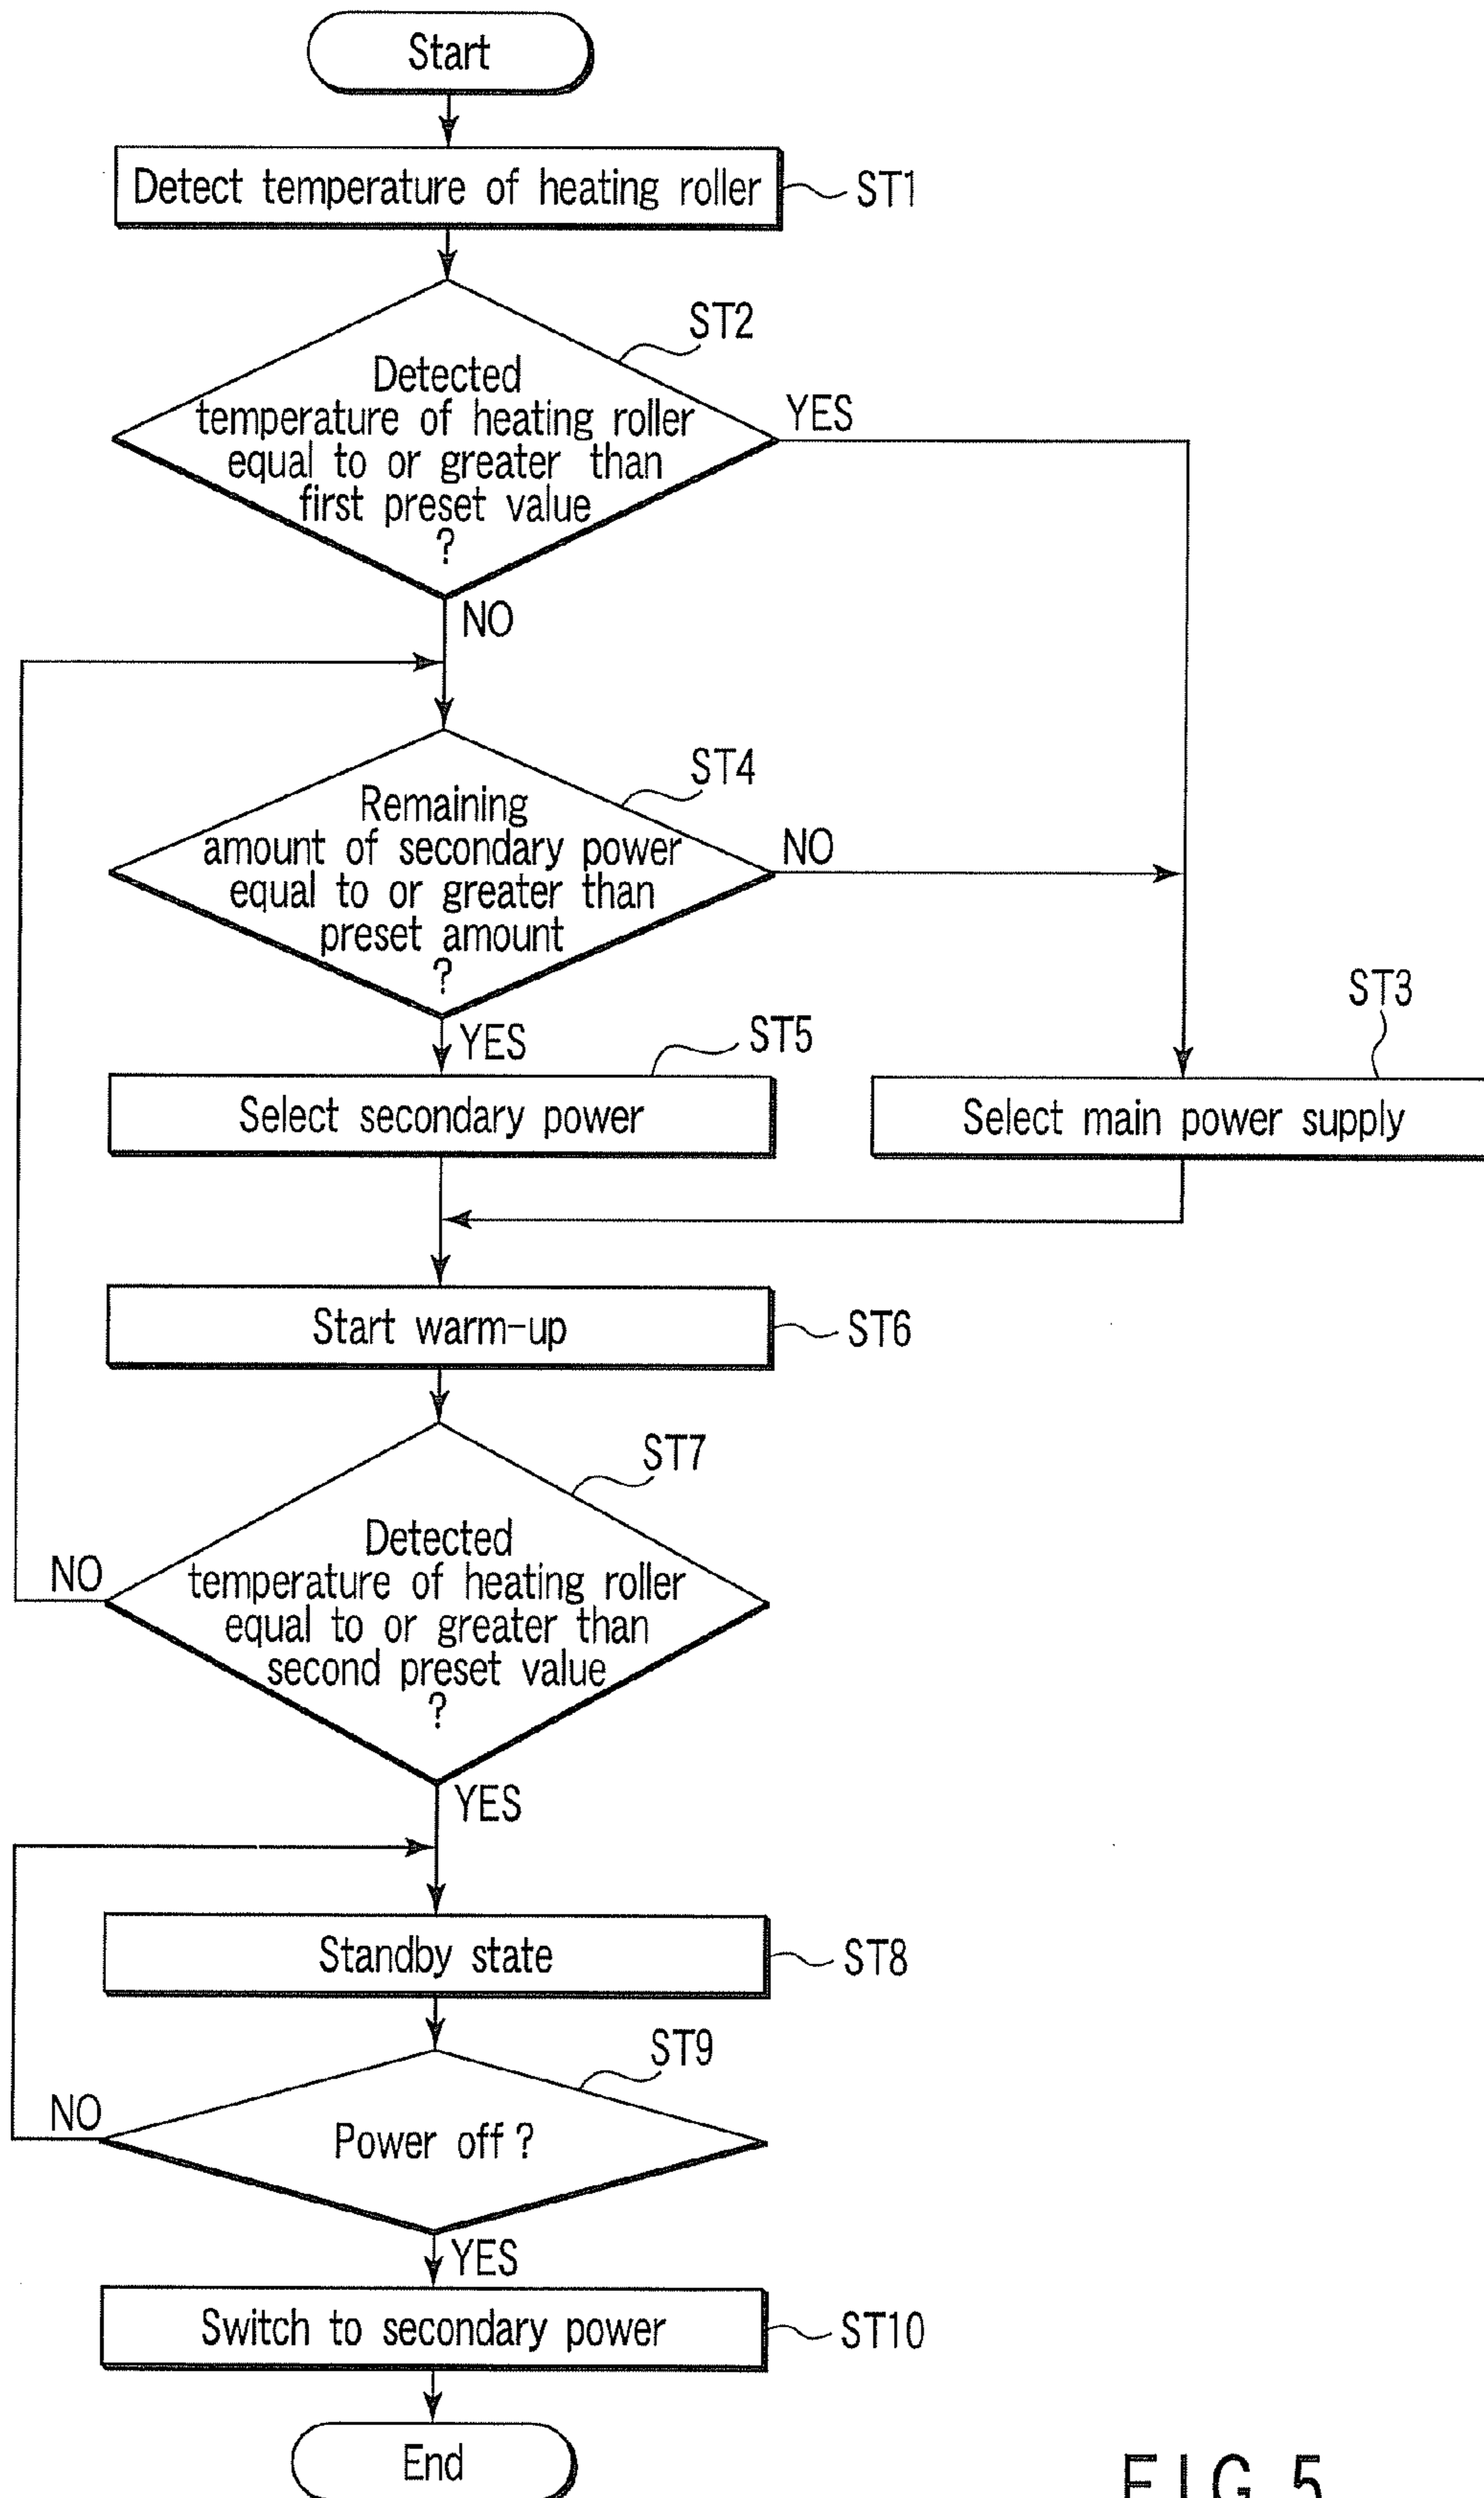 Start
Detect temperature of heating roller
ST1
ST2
Detected
temperature of heating roller
equal to or greater than
first preset value
?
YES
NO
ST4
Remaining
amount of secondary power
equal to or greater than
preset amount
?
NO
YES
ST5
ST3
Select secondary power
Select main power supply
Start warm-up
ST6
ST7
Detected
temperature of heating roller
equal to or greater than
second preset value
?
NO
YES
Standby state
ST8
ST9
Power off ?
NO
YES
Switch to secondary power
ST10
End
FIG. 5